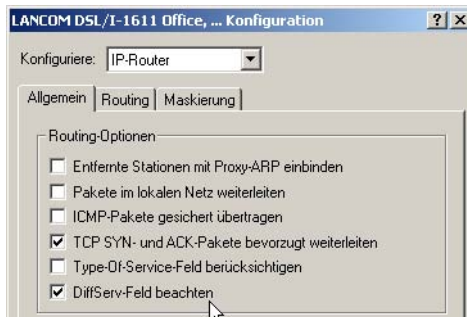 LANCOM DSL/I-1611 Office, ... Konfiguration
Konfiguriere: IP-Router
Allgemein Routing Maskierung
Routing-Optionen
Entfernte Stationen mit Proxy-ARP einbinden
Pakete im lokalen Netz weiterleiten
ICMP-Pakete gesichert übertragen
TCP SYN- und ACK-Pakete bevorzugt weiterleiten
Type-Of-Service-Feld berücksichtigen
DiffServ-Feld beachten